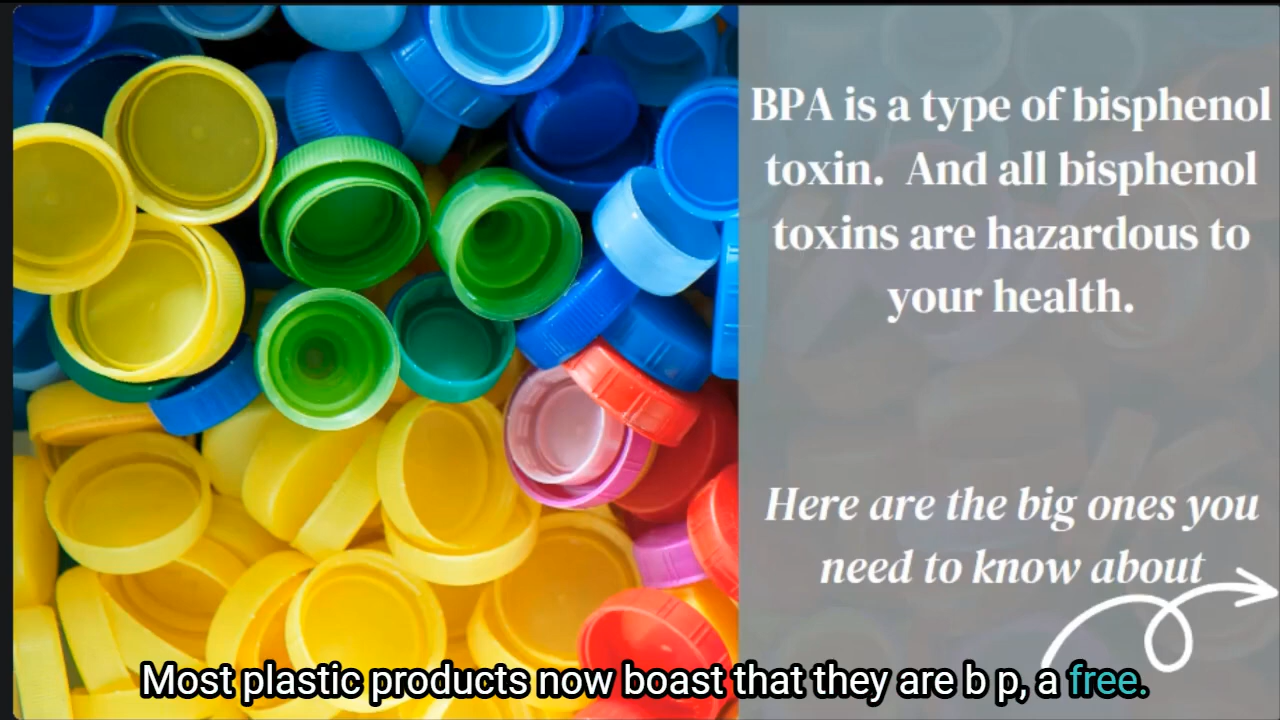 BPA is a type of bisphenol
toxin.  And all bisphenol
toxins are hazardous to
your health.
Here are the big ones you
need to know about
Most plastic products now boast that they are b p, a free.